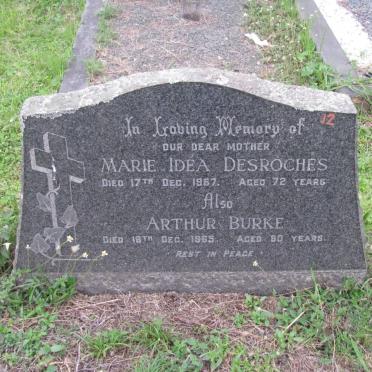 12
In Loving Memory of
OUR DEAR MOTHER
MARIE IDEA DESROCHES
DIED 17TH DEC. 1967. AGED 72 YEARS
Also
ARTHUR BURKE
DIED 18TH DEC. 1965. AGED 80 YEARS.
REST IN PEACE